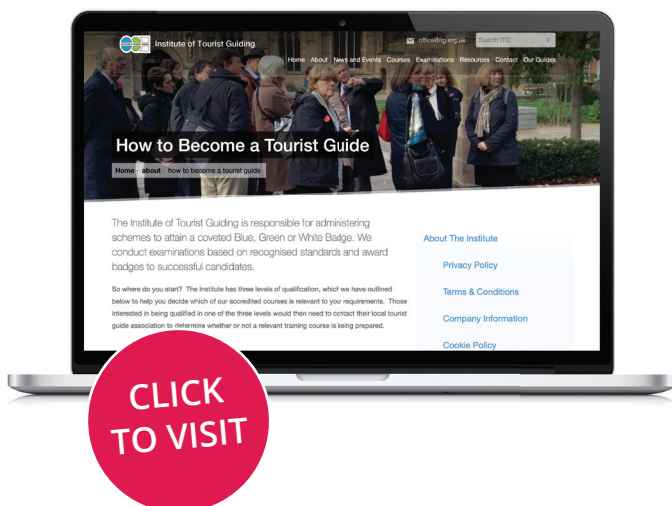 Institute of Tourist Guiding
office@itg.org.uk
Search ITG
Home About News and Events Courses Examinations Resources Contact Our Guides
How to Become a Tourist Guide
Home · about · how to become a tourist guide
The Institute of Tourist Guiding is responsible for administering
schemes to attain a coveted Blue, Green or White Badge. We
conduct examinations based on recognised standards and award
badges to successful candidates.
So where do you start? The Institute has three levels of qualification, which we have outlined
below to help you decide which of our accredited courses is relevant to your requirements. Those
interested in being qualified in one of the three levels would then need to contact their local tourist
guide association to determine whether or not a relevant training course is being prepared.
About The Institute
Privacy Policy
Terms & Conditions
Company Information
Cookie Policy
CLICK
TO VISIT